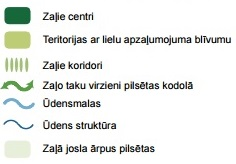 Zaļie centri
Teritorijas ar lielu apzaļumojuma blīvumu
Zaļie koridori
Zaļo taku virzieni pilsētas kodolā
Ūdensmalas
Ūdens struktūra
Zaļā josla ārpus pilsētas